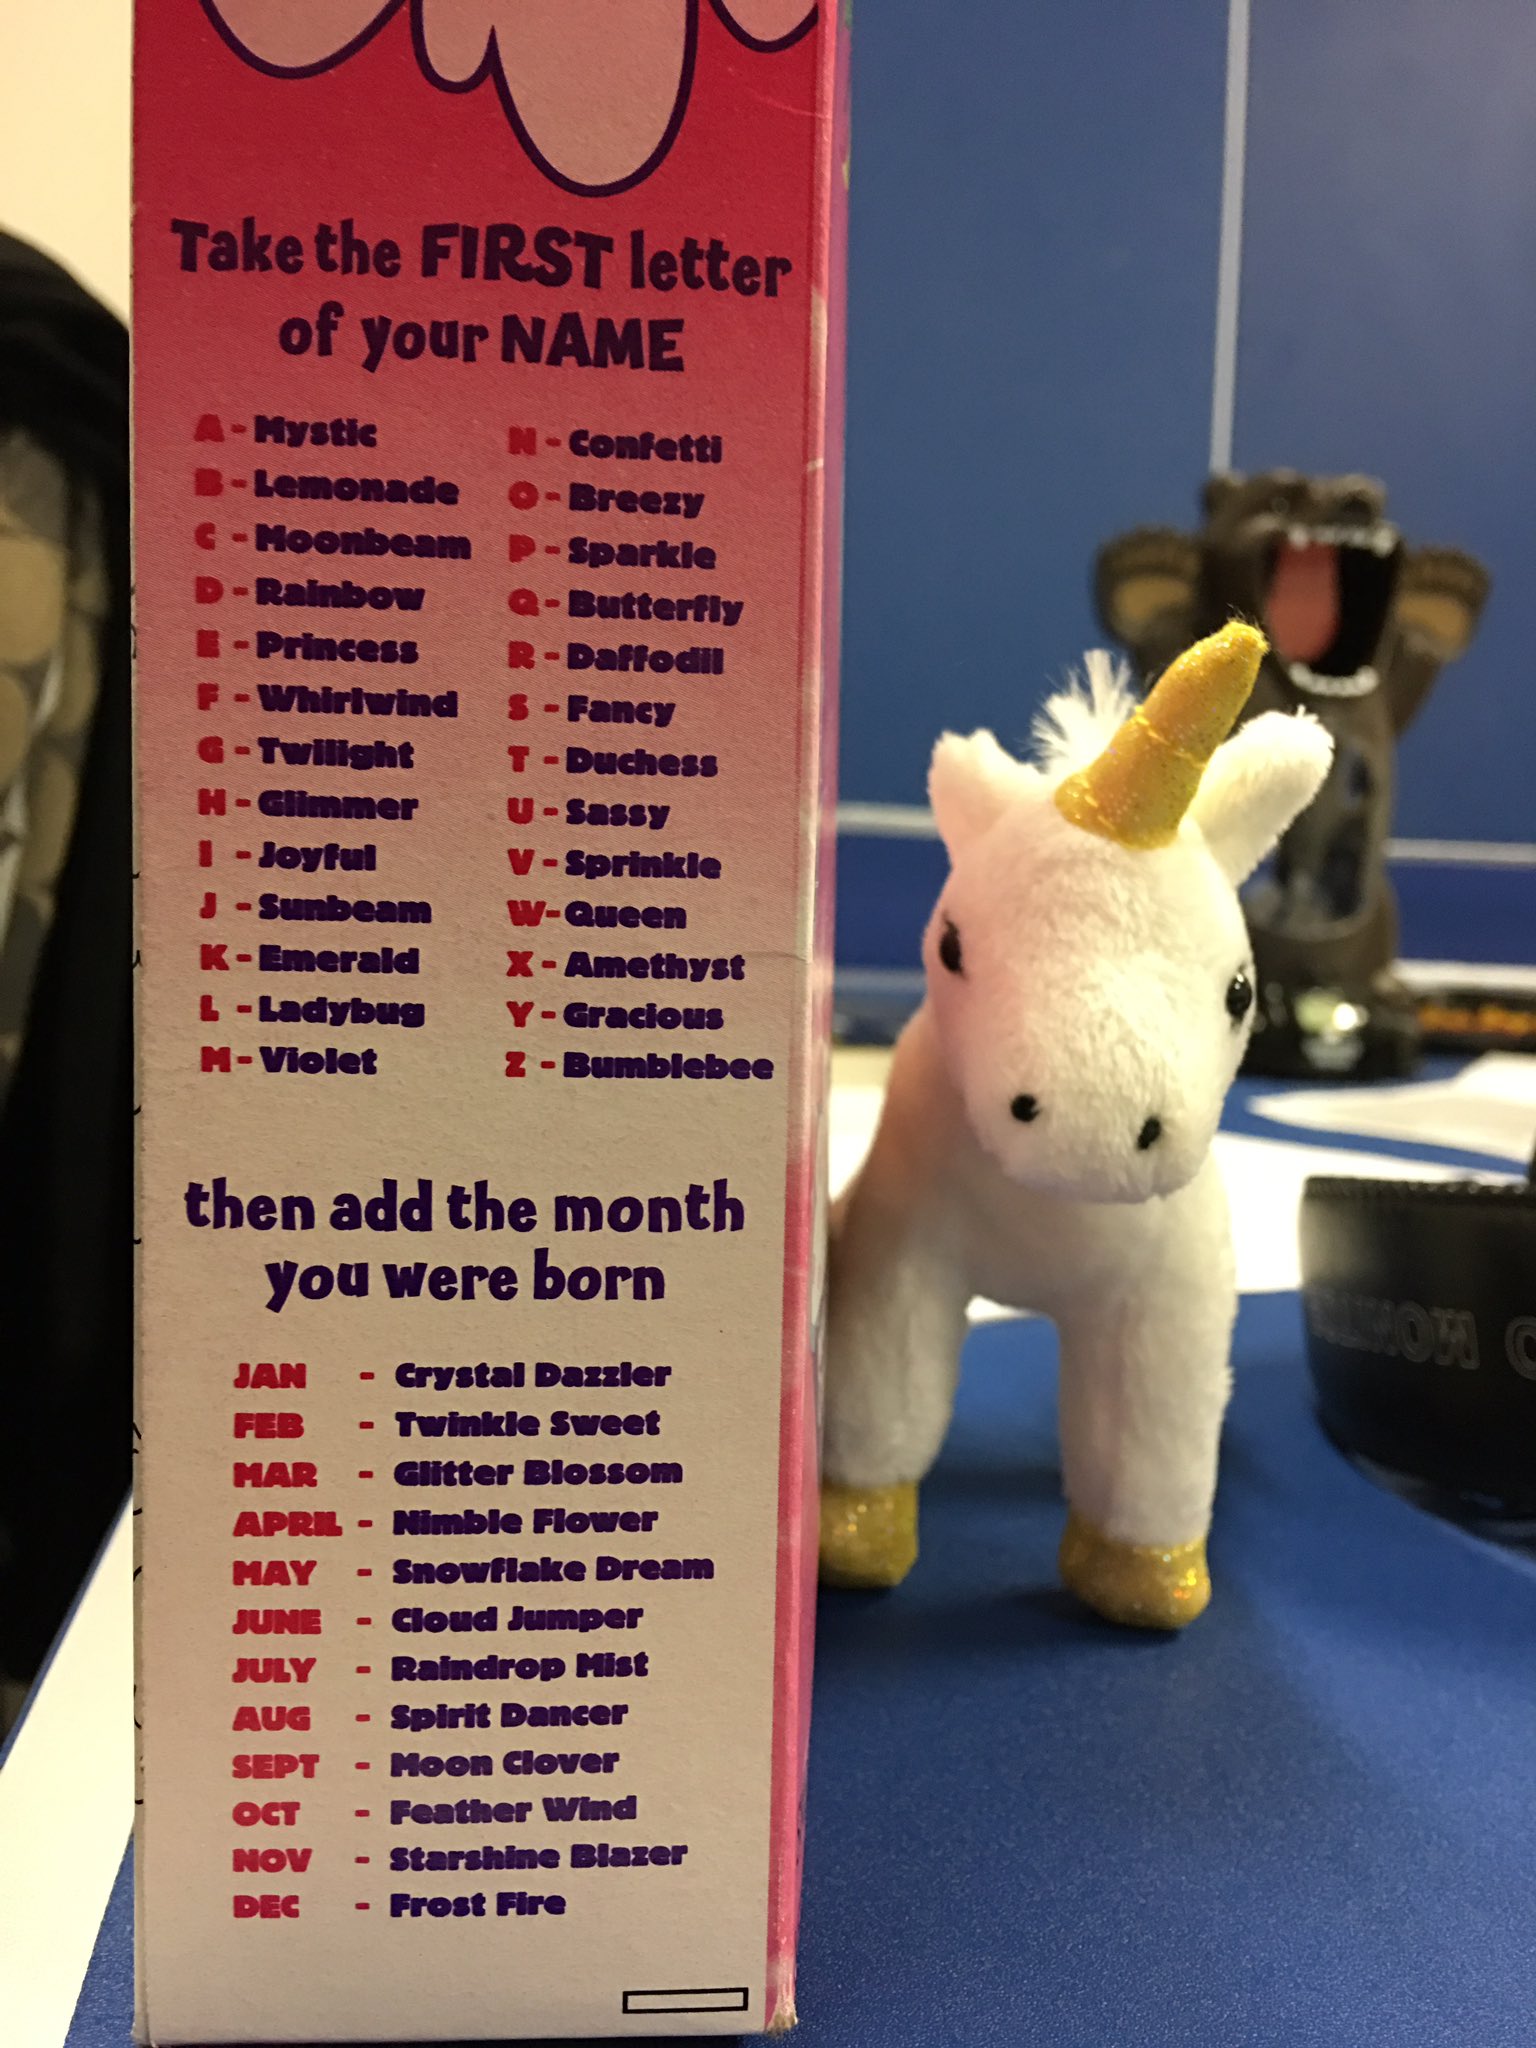 Take the FIRST letter
of your NAME
A - Mystic
B - Lemonade
C - Moonbeam
D - Rainbow
E - Princess
F - Whirlwind
G - Twilight
H - Glimmer
I - Joyful
J - Sunbeam
K - Emerald
L - Ladybug
M - Violet
N - Confetti
O - Breezy
P - Sparkle
Q - Butterfly
R - Daffodil
S - Fancy
T - Duchess
U - Sassy
V - Sprinkle
W - Queen
X - Amethyst
Y - Gracious
Z - Bumblebee
then add the month
you were born
JAN - Crystal Dazzler
FEB - Twinkle Sweet
MAR - Glitter Blossom
APRIL - Nimble Flower
MAY - Snowflake Dream
JUNE - Cloud Jumper
JULY - Raindrop Mist
AUG - Spirit Dancer
SEPT - Moon Clover
OCT - Feather Wind
NOV - Starshine Blazer
DEC - Frost Fire